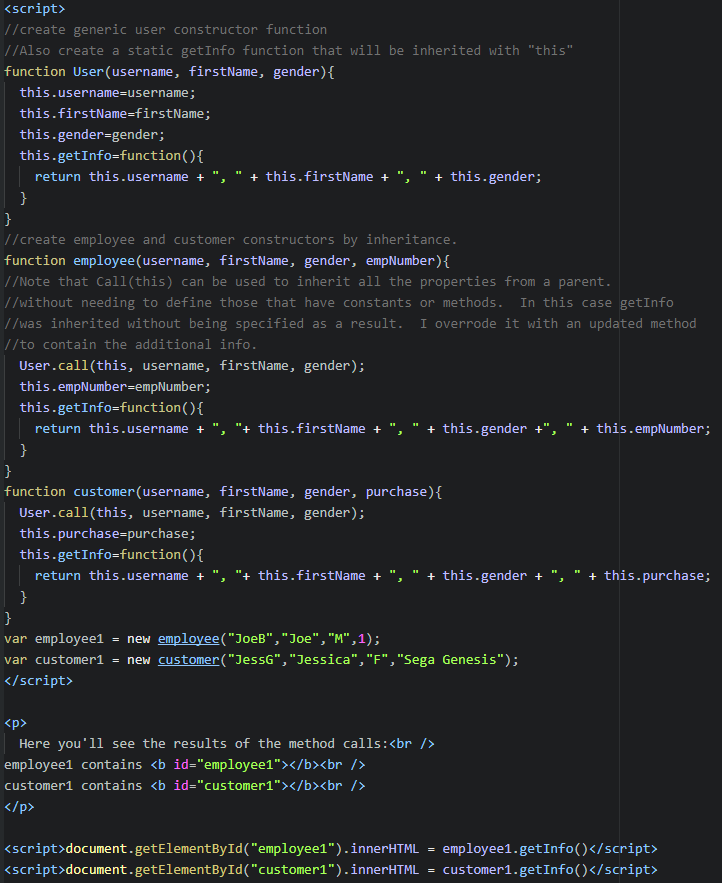 <script>
//create generic user constructor function
//Also create a static getInfo function that will be inherited with "this"
function User(username, firstName, gender){
  this.username=username;
  this.firstName=firstName;
  this.gender=gender;
  this.getInfo=function(){
    return this.username + ", " + this.firstName + ", " + this.gender;
  }
}
//create employee and customer constructors by inheritance.
function employee(username, firstName, gender, empNumber){
//Note that Call(this) can be used to inherit all the properties from a parent.
//without needing to define those that have constants or methods.  In this case getInfo
//was inherited without being specified as a result.  I overrode it with an updated method
//to contain the additional info.
  User.call(this, username, firstName, gender);
  this.empNumber=empNumber;
  this.getInfo=function(){
    return this.username + ", "+ this.firstName + ", " + this.gender +", " + this.empNumber;
  }
}
function customer(username, firstName, gender, purchase){
  User.call(this, username, firstName, gender);
  this.purchase=purchase;
  this.getInfo=function(){
    return this.username + ", "+ this.firstName + ", " + this.gender + ", " + this.purchase;
  }
}
var employee1 = new employee("JoeB","Joe","M",1);
var customer1 = new customer("JessG","Jessica","F","Sega Genesis");
</script>

<p>
  Here you'll see the results of the method calls:<br />
employee1 contains <b id="employee1"></b><br />
customer1 contains <b id="customer1"></b><br />
</p>

<script>document.getElementById("employee1").innerHTML = employee1.getInfo()</script>
<script>document.getElementById("customer1").innerHTML = customer1.getInfo()</script>